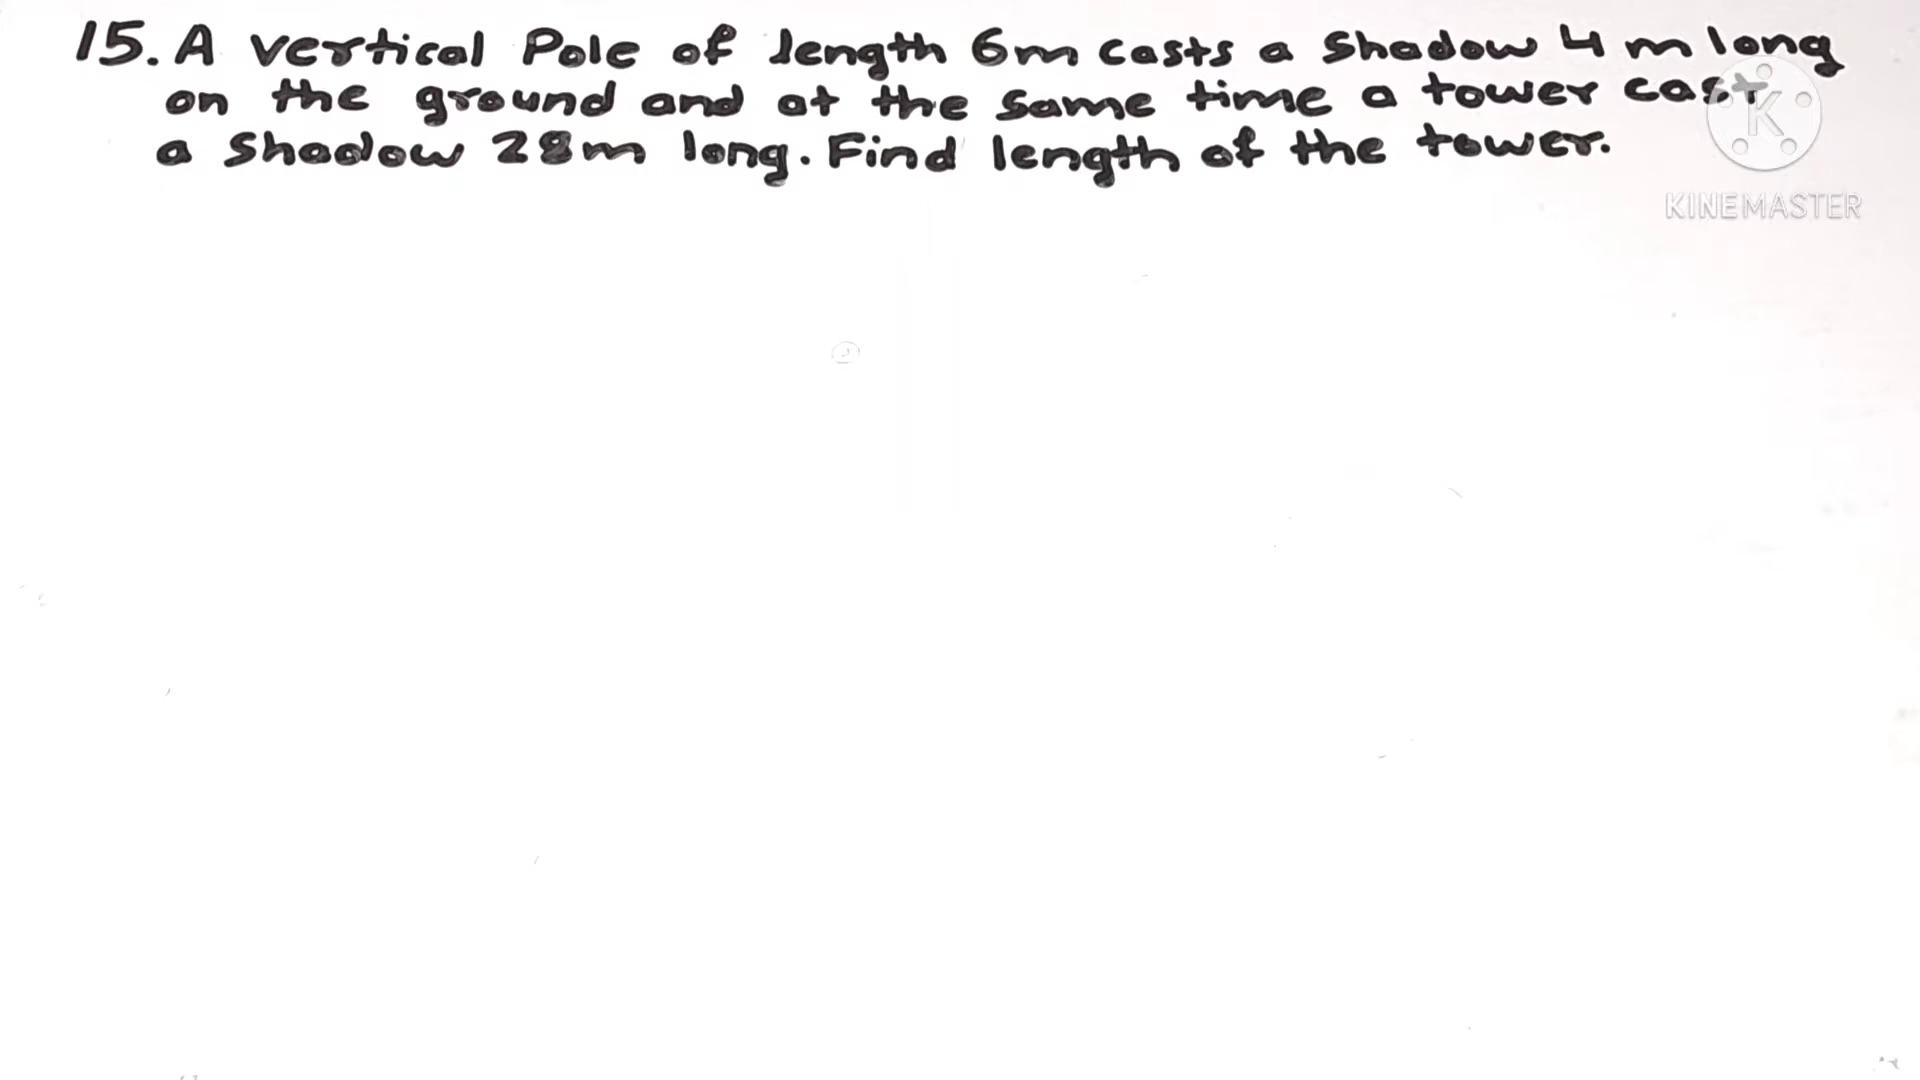 15. A vertical Pole of length 6m casts a Shadow 4 m long
on the ground and at the same time a tower cast
a Shadow 28m long. Find length of the tower.
K
KINEMASTER